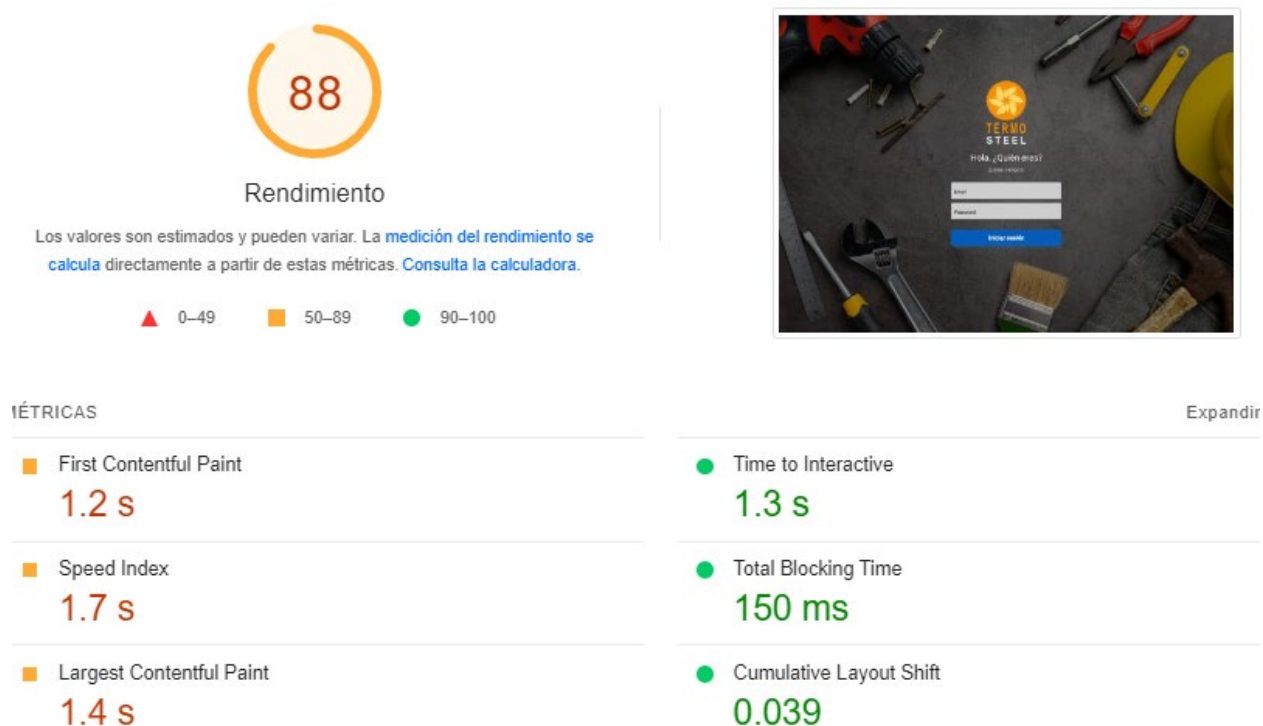 88
Rendimiento
Los valores son estimados y pueden variar. La medición del rendimiento se
calcula directamente a partir de estas métricas. Consulta la calculadora.
0–49
50–89
90–100
TERMO
STEEL
Hola, ¿Quién eres?
Email
Password
Iniciar sesión
MÉTRICAS
Expandir
First Contentful Paint
1.2 s
Time to Interactive
1.3 s
Speed Index
1.7 s
Total Blocking Time
150 ms
Largest Contentful Paint
1.4 s
Cumulative Layout Shift
0.039